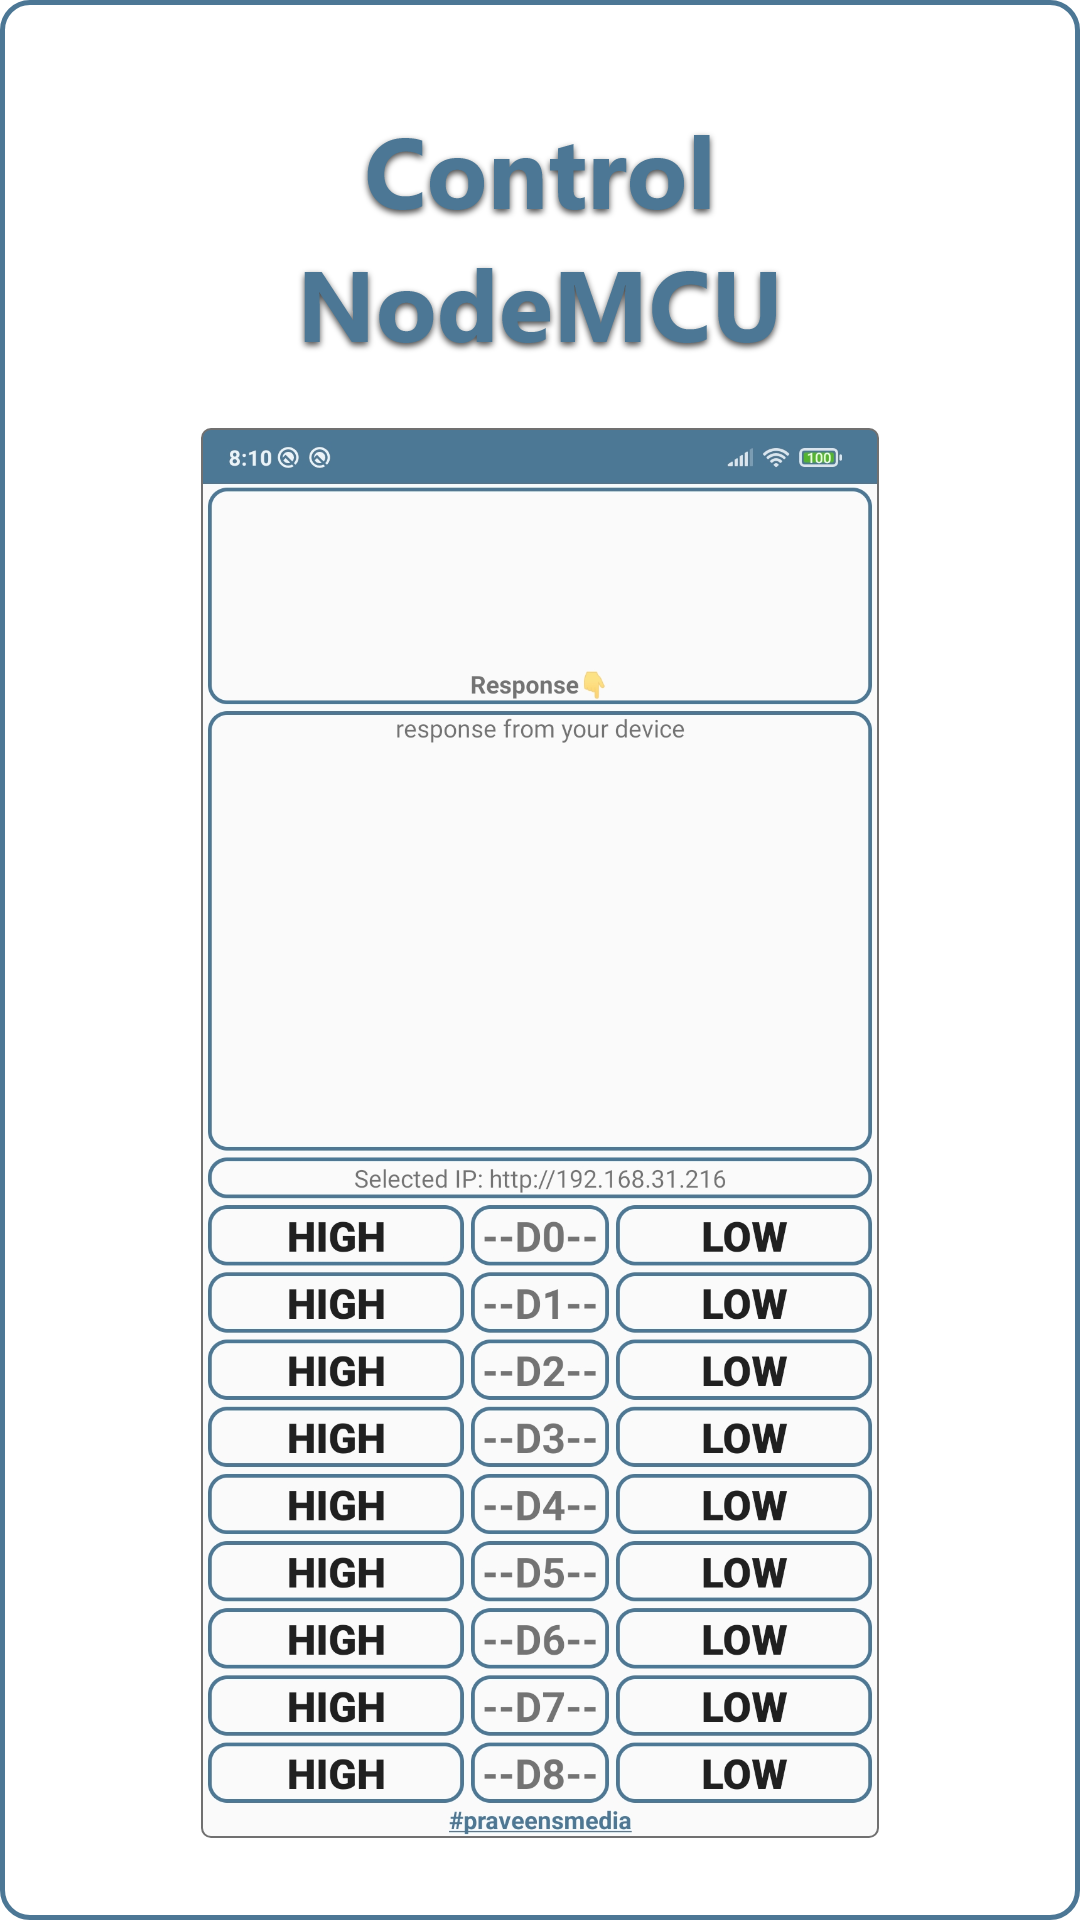 Control
NodeMCU
8:10
100
Response👇
response from your device
Selected IP: http://192.168.31.216
HIGH --D0-- LOW
HIGH --D1-- LOW
HIGH --D2-- LOW
HIGH --D3-- LOW
HIGH --D4-- LOW
HIGH --D5-- LOW
HIGH --D6-- LOW
HIGH --D7-- LOW
HIGH --D8-- LOW
#praveensmedia